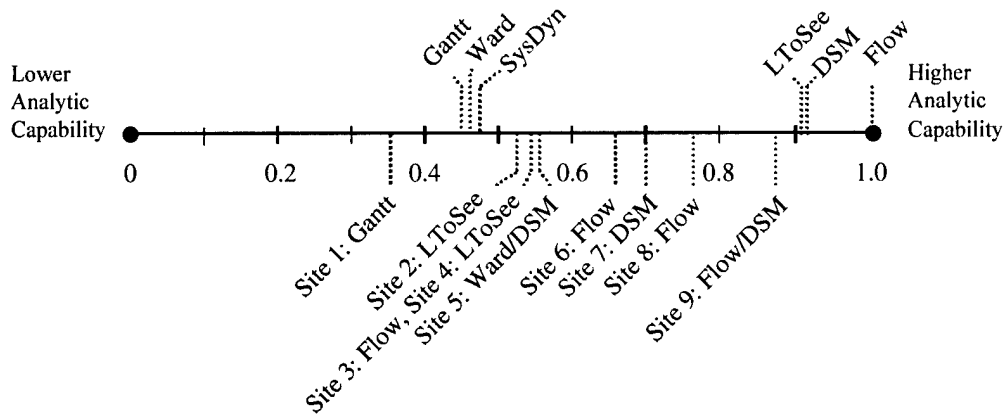 Gantt
Ward
SysDyn
LToSee
DSM
Flow
Lower
Analytic
Capability
Higher
Analytic
Capability
0
0.2
0.4
0.6
0.8
1.0
Site 1: Gantt
Site 2: LToSee
Site 3: Flow, Site 4: LToSee
Site 5: Ward/DSM
Site 6: Flow
Site 7: DSM
Site 8: Flow
Site 9: Flow/DSM